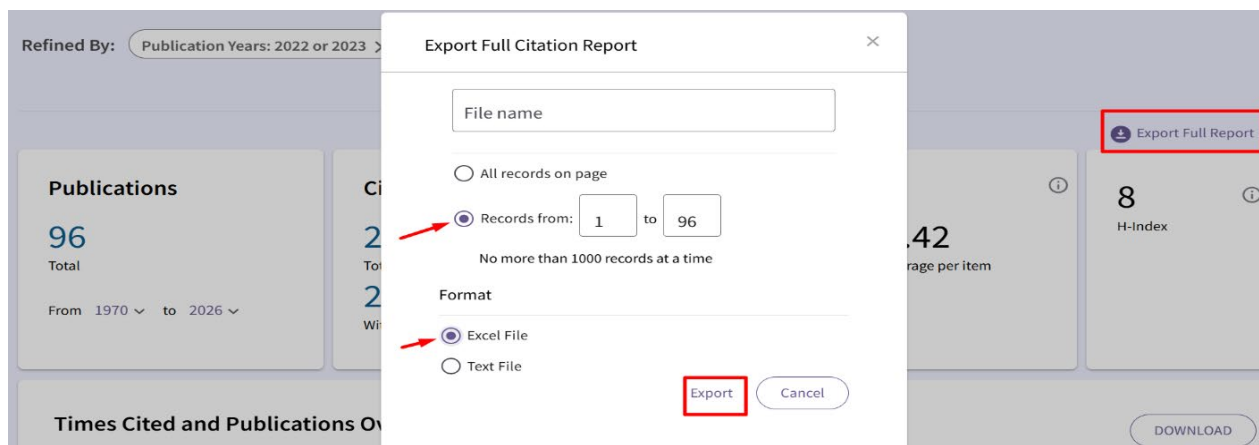 Refined By: Publication Years: 2022 or 2023
Export Full Citation Report
File name
Export Full Report
All records on page
Records from: 1 to 96
No more than 1000 records at a time
Publications
96
Total
From 1970 to 2026
.42
per item
8
H-Index
Format
Excel File
Text File
Export Cancel
Times Cited and Publications
DOWNLOAD